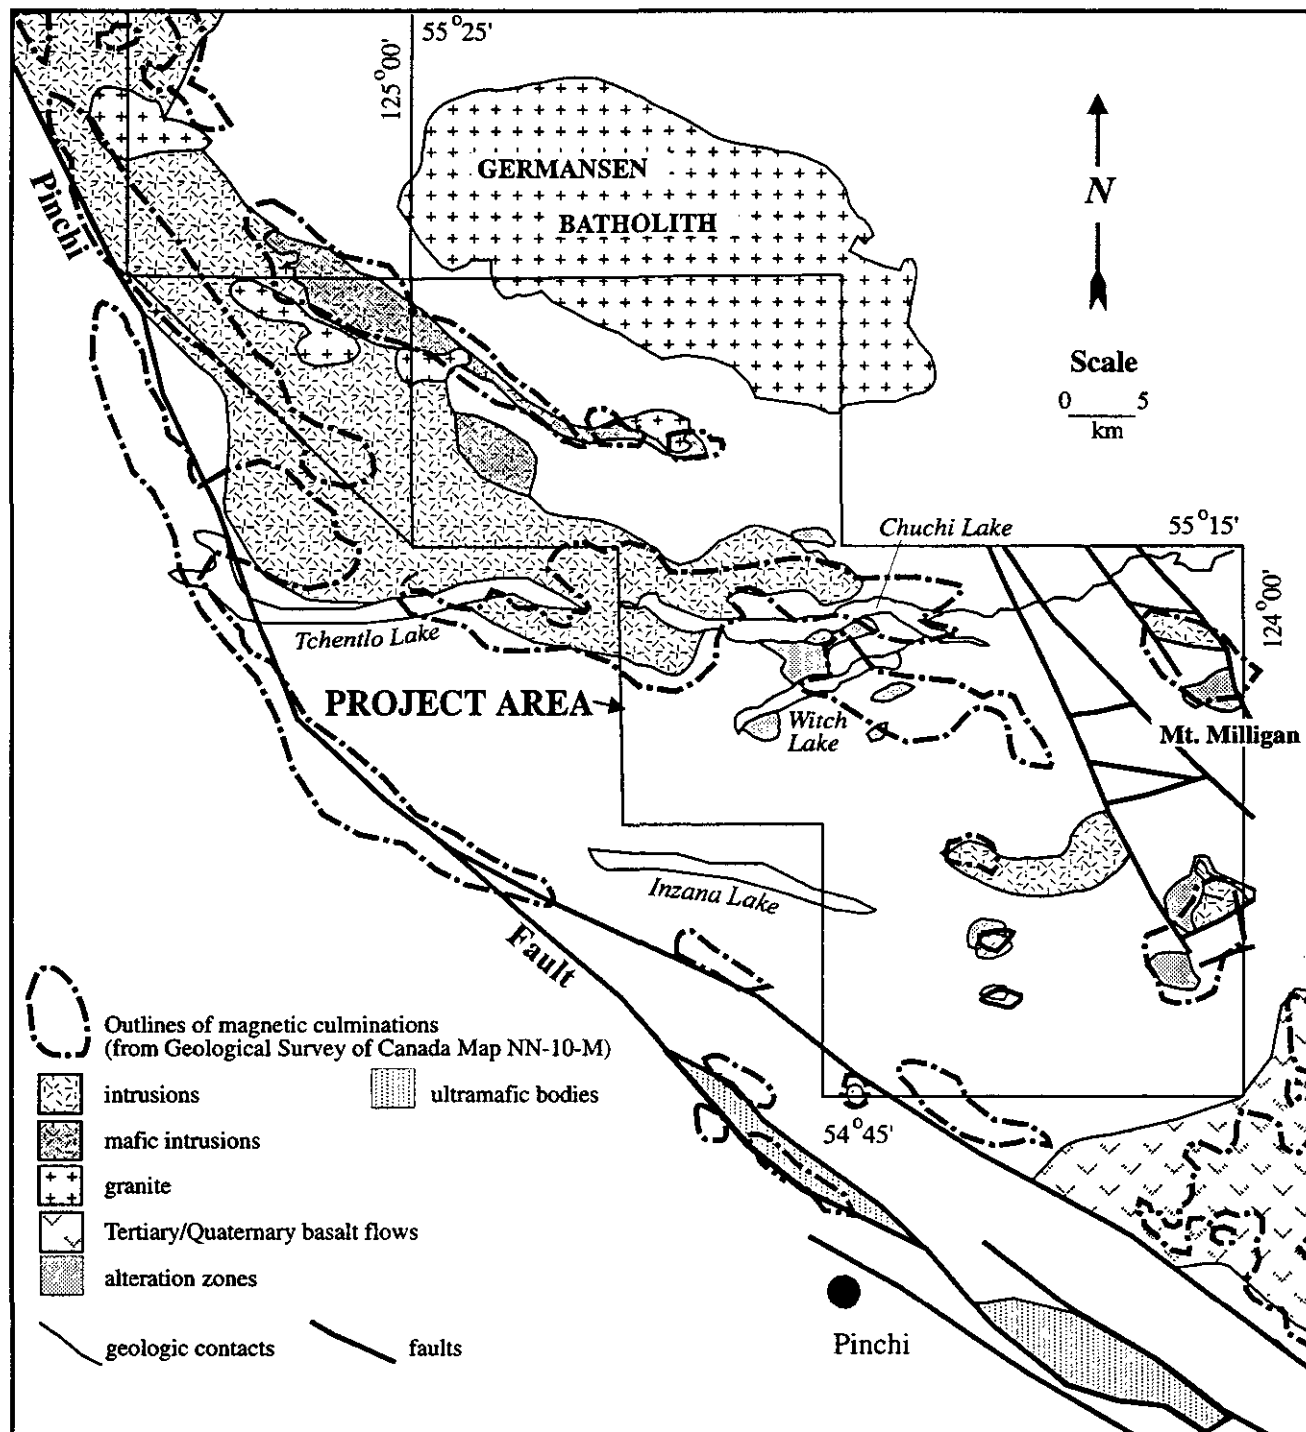 55°25'
125°00'
GERMANSEN
BATHOLITH
N
Scale
0 5
km
Pinchi
Chuchi Lake
55°15'
124°00'
Tchentlo Lake
PROJECT AREA
Witch
Lake
Mt. Milligan
Inzana Lake
Fault
Outlines of magnetic culminations
(from Geological Survey of Canada Map NN-10-M)
intrusions
ultramafic bodies
mafic intrusions
54°45'
granite
Tertiary/Quaternary basalt flows
alteration zones
geologic contacts
faults
Pinchi